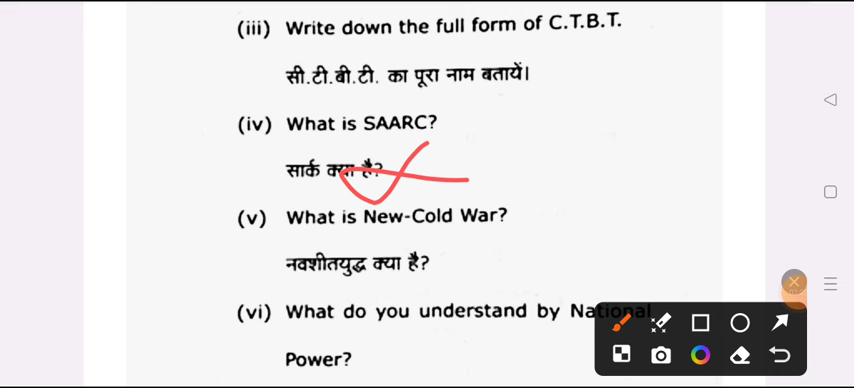 (iii) Write down the full form of C.T.B.T.
सी.टी.बी.टी. का पूरा नाम बतायें।
(iv) What is SAARC?
सार्क क्या है?
(v) What is New-Cold War?
नवशीतयुद्ध क्या है?
(vi) What do you understand by National
Power?